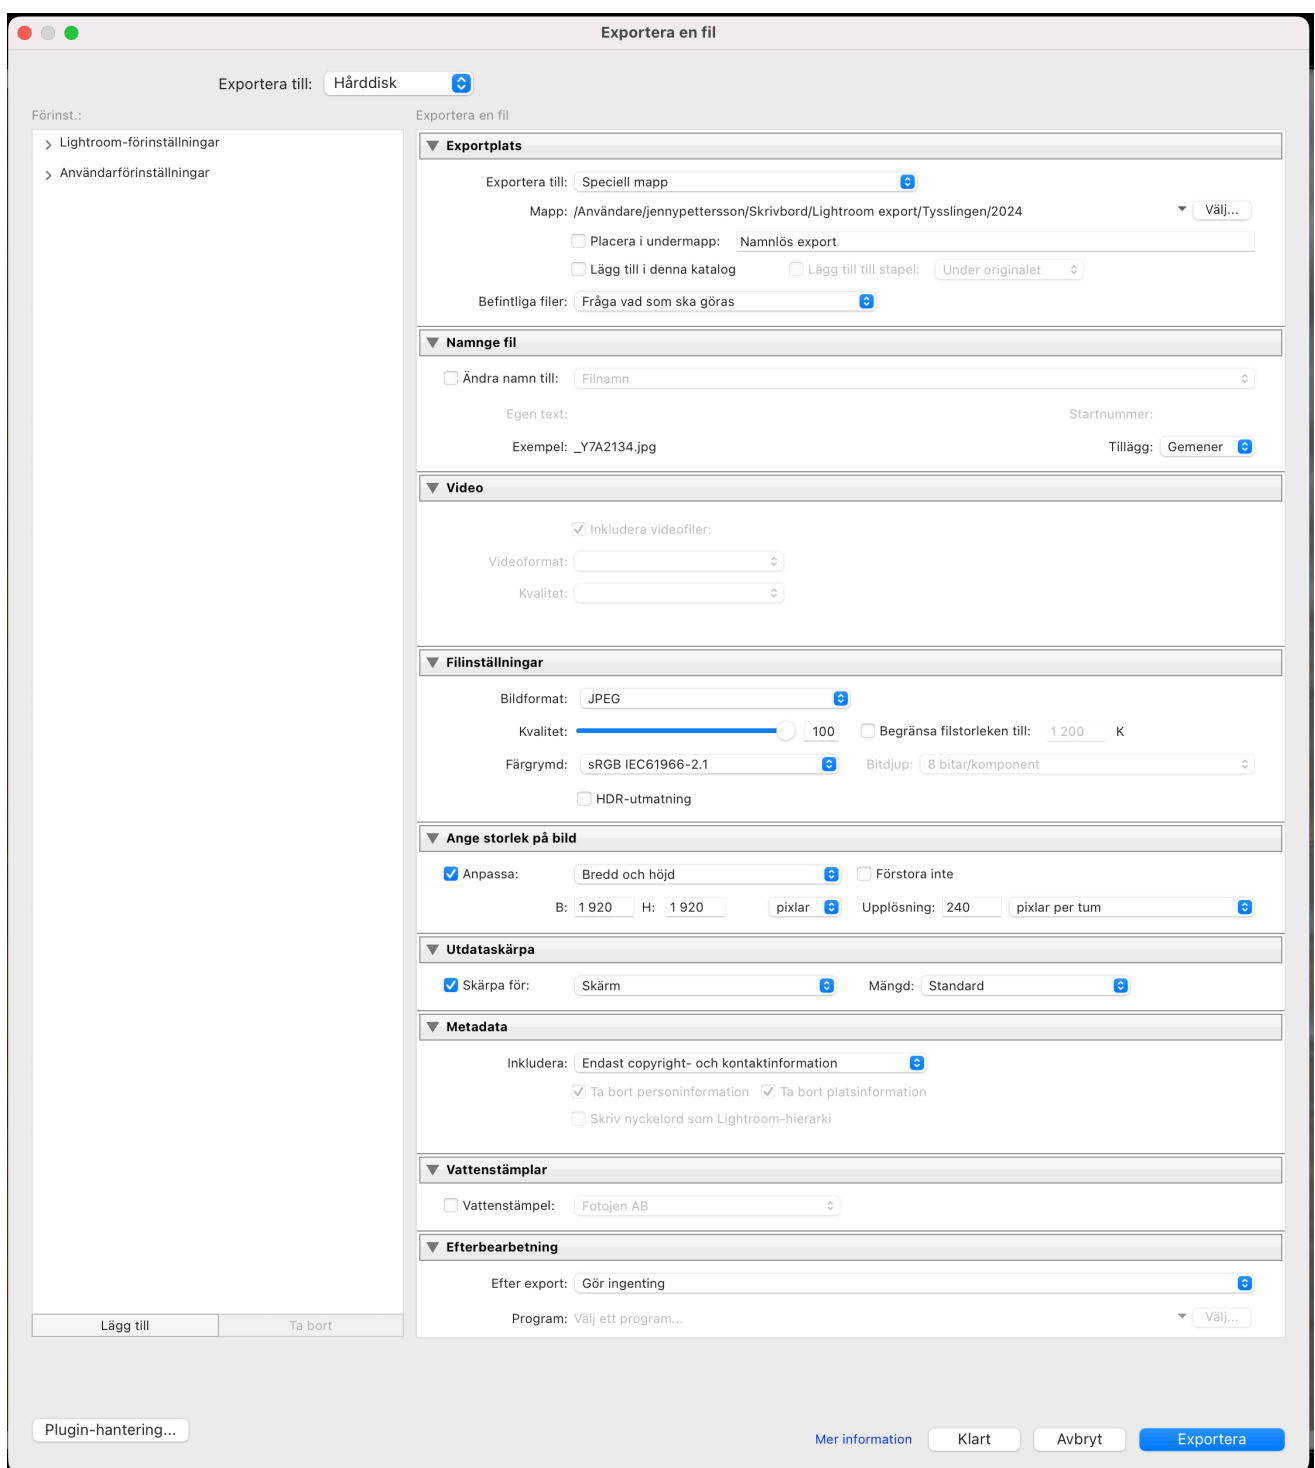 Exportera en fil
Exportera till: Hårddisk
Förinst.:
Lightroom-förinställningar
Användarförinställningar
Lägg till
Ta bort
Exportera en fil
Exportplats
Exportera till: Speciell mapp
Mapp: /Användare/jennypettersson/Skrivbord/Lightroom export/Tysslingen/2024 Välj...
Placera i undermapp: Namnlös export
Lägg till i denna katalog Lägg till till stapel: Under originalet
Befintliga filer: Fråga vad som ska göras
Namnge fil
Ändra namn till: Filnamn
Egen text: Startnummer:
Exempel: _Y7A2134.jpg Tillägg: Gemener
Video
Inkludera videofiler:
Videoformat:
Kvalitet:
Filinställningar
Bildformat: JPEG
Kvalitet: 100 Begränsa filstorleken till: 1 200 K
Färgrymd: sRGB IEC61966-2.1 Bitdjup: 8 bitar/komponent
HDR-utmatning
Ange storlek på bild
Anpassa: Bredd och höjd Förstora inte
B: 1 920 H: 1 920 pixlar Upplösning: 240 pixlar per tum
Utdataskärpa
Skärpa för: Skärm Mängd: Standard
Metadata
Inkludera: Endast copyright- och kontaktinformation
Ta bort personinformation Ta bort platsinformation
Skriv nyckelord som Lightroom-hierarki
Vattenstämplar
Vattenstämpel: Fotojen AB
Efterbearbetning
Efter export: Gör ingenting
Program: Välj ett program... Välj...
Plugin-hantering...
Mer information Klart Avbryt Exportera